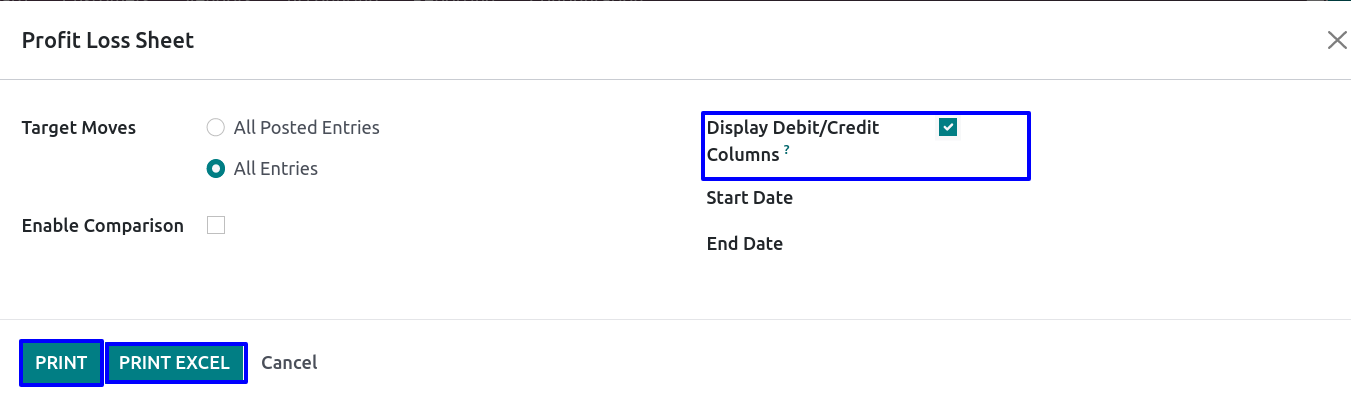 Profit Loss Sheet
Target Moves
All Posted Entries
All Entries
Enable Comparison
Display Debit/Credit
Columns ?
Start Date
End Date
PRINT
PRINT EXCEL
Cancel